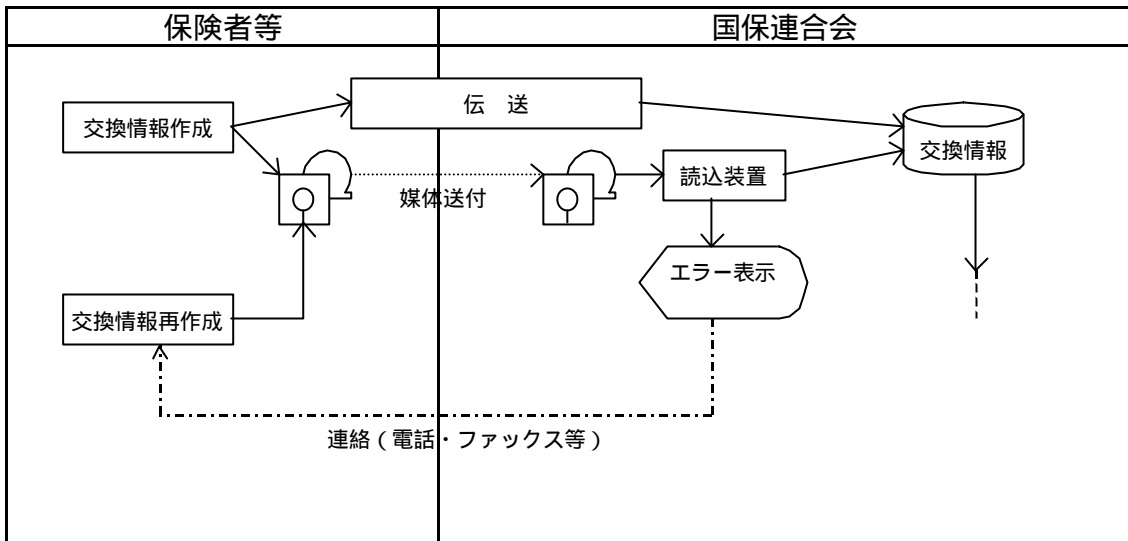 保険者等
国保連合会
伝　送
交換情報作成
交換情報
読込装置
媒体送付
エラー表示
交換情報再作成
連絡（電話・ファックス等）